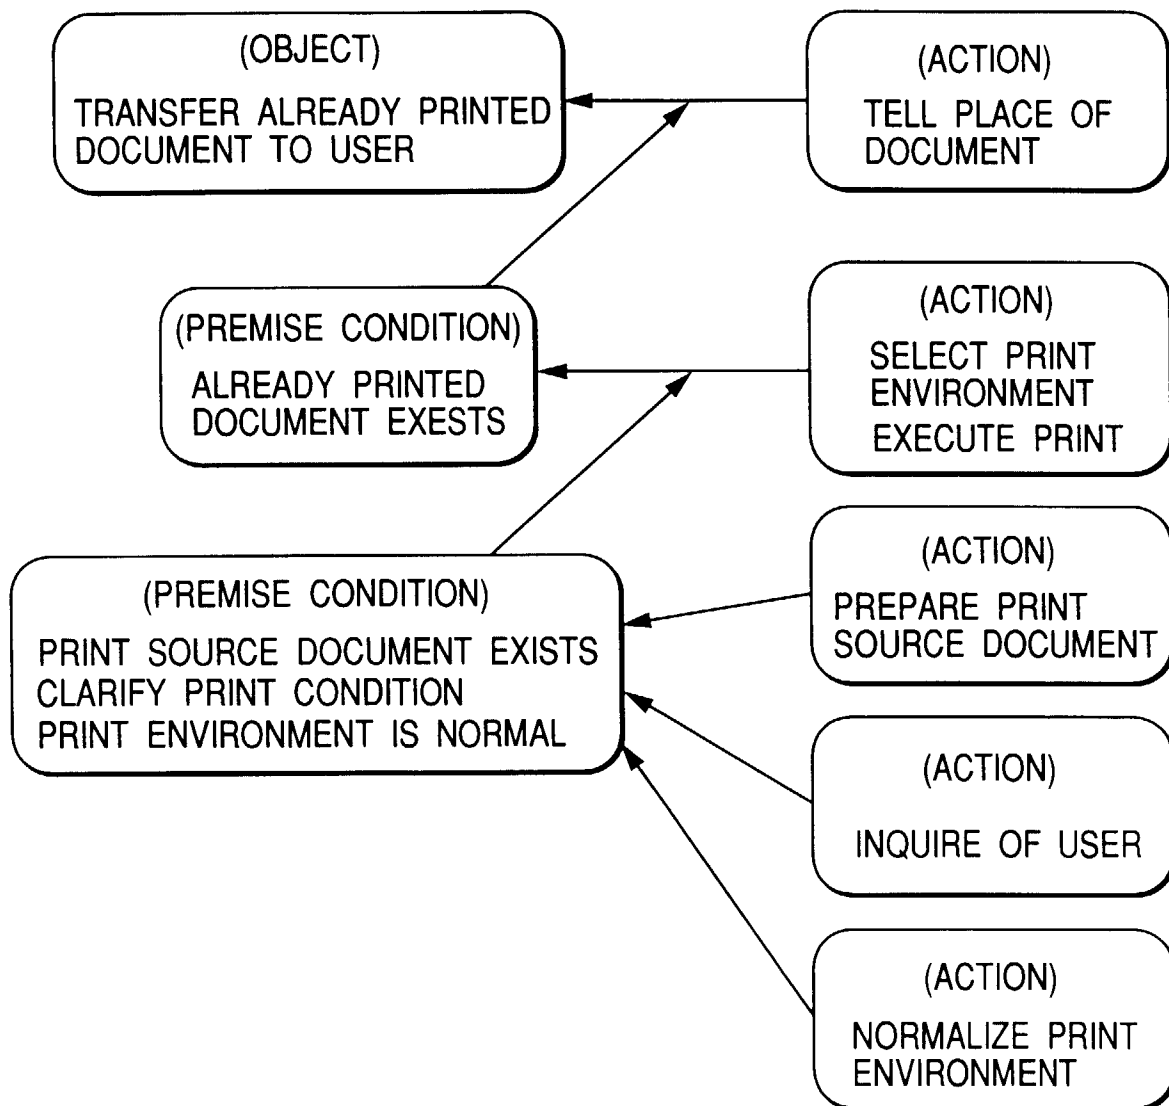 (OBJECT)
TRANSFER ALREADY PRINTED
DOCUMENT TO USER
(ACTION)
TELL PLACE OF
DOCUMENT
(PREMISE CONDITION)
ALREADY PRINTED
DOCUMENT EXESTS
(ACTION)
SELECT PRINT
ENVIRONMENT
EXECUTE PRINT
(PREMISE CONDITION)
PRINT SOURCE DOCUMENT EXISTS
CLARIFY PRINT CONDITION
PRINT ENVIRONMENT IS NORMAL
(ACTION)
PREPARE PRINT
SOURCE DOCUMENT
(ACTION)
INQUIRE OF USER
(ACTION)
NORMALIZE PRINT
ENVIRONMENT